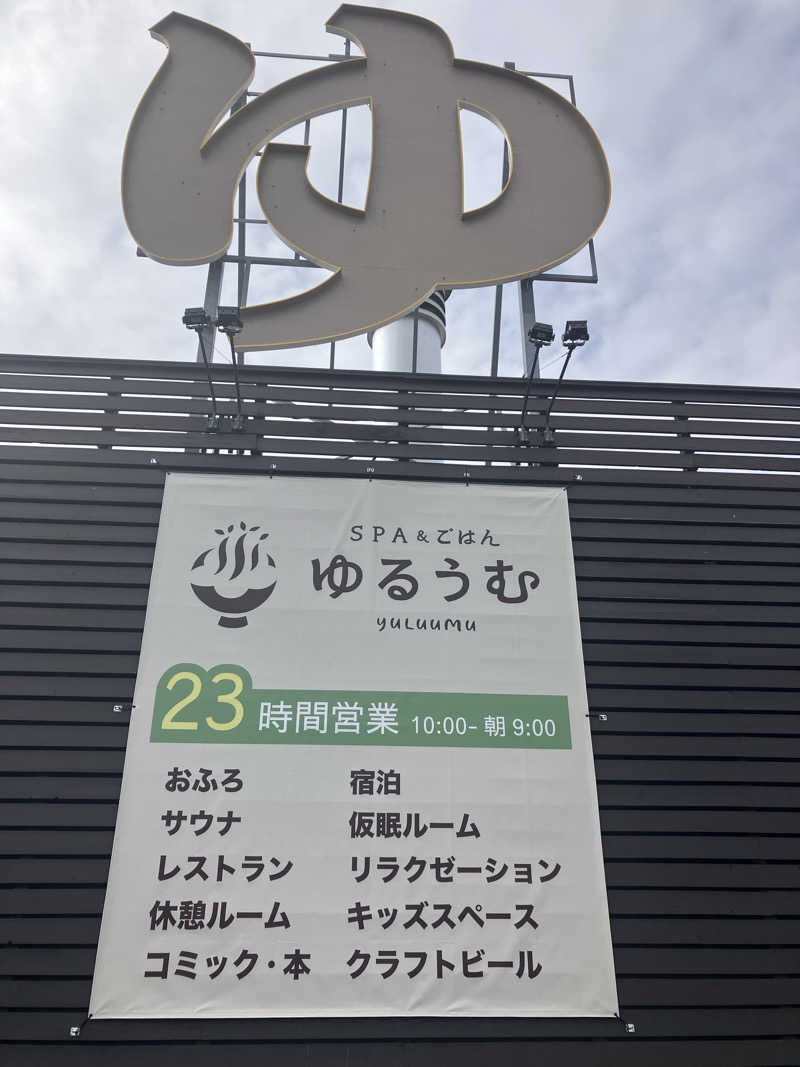 ゆ
SPA&ごはん
ゆるうむ
YULUUMU
23時間営業 10:00-朝9:00
おふろ 宿泊
サウナ 仮眠ルーム
レストラン リラクゼーション
休憩ルーム キッズスペース
コミック・本 クラフトビール